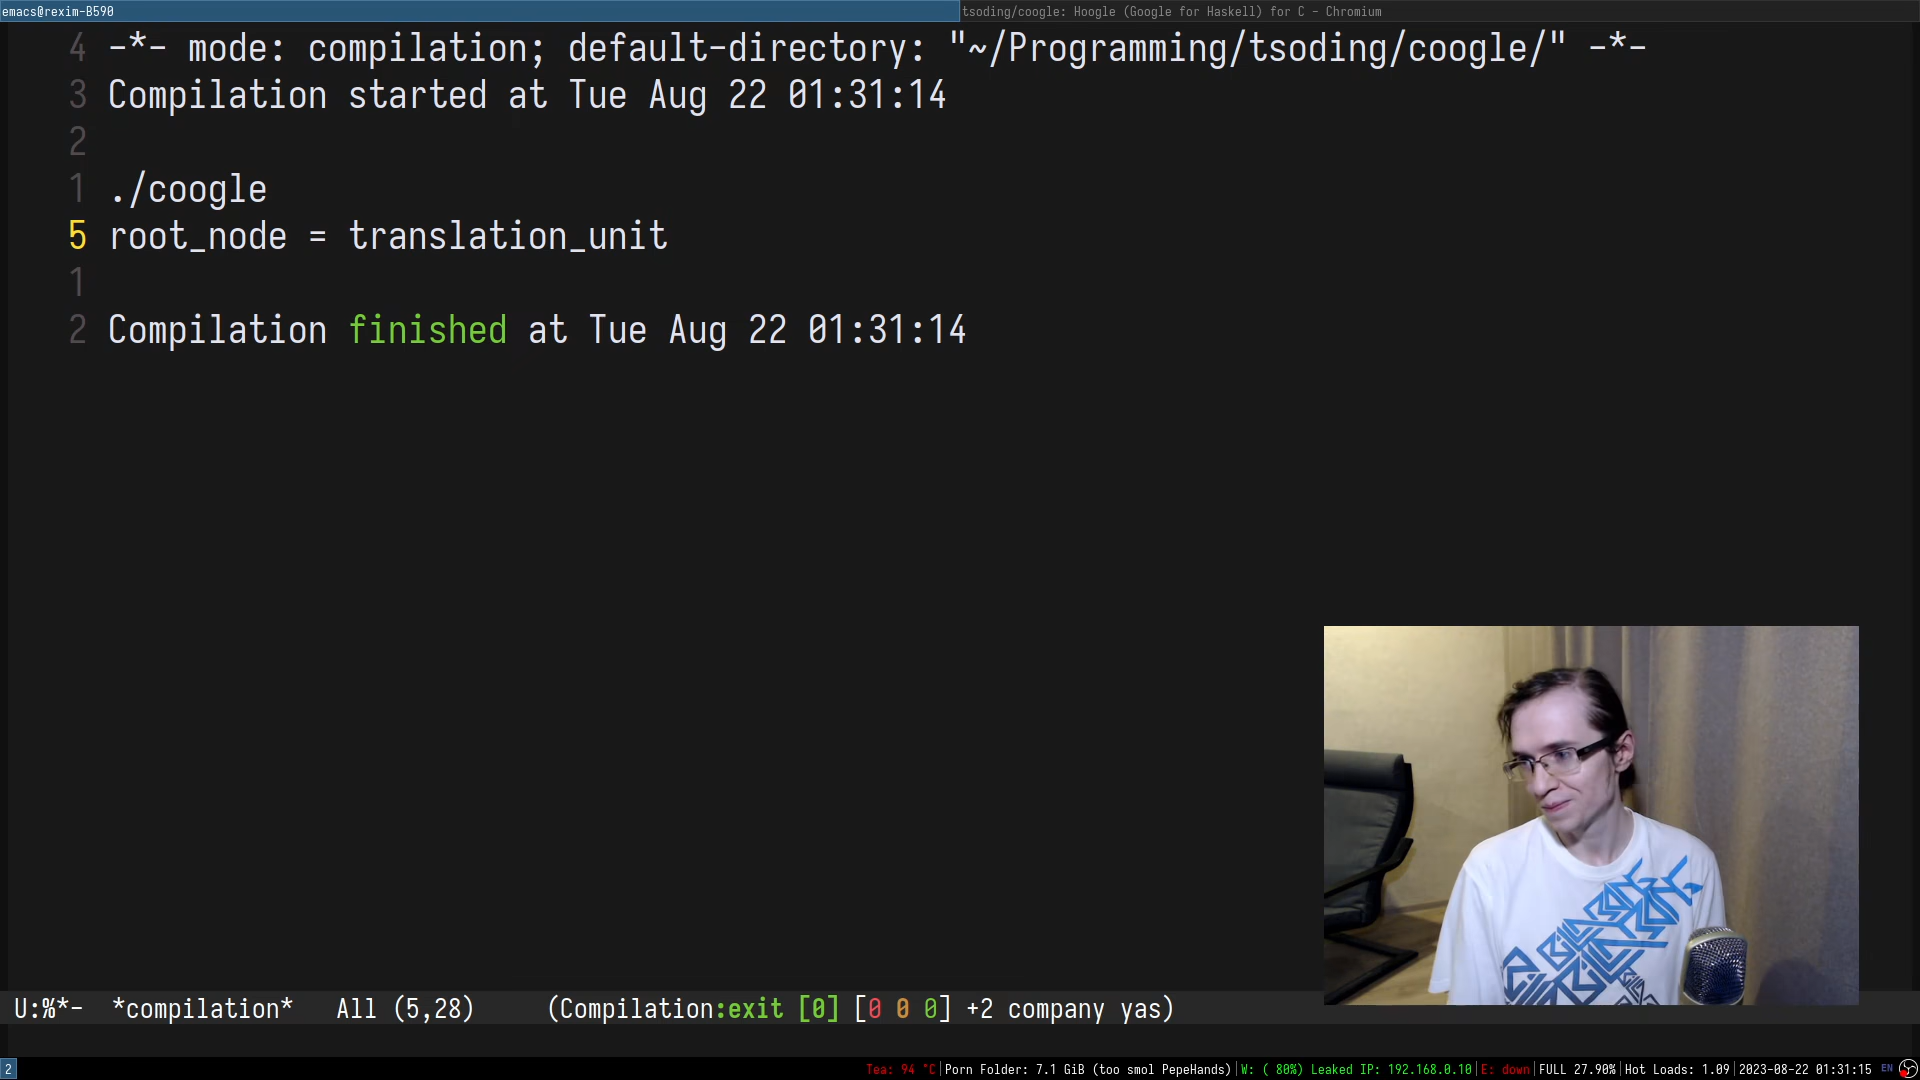 emacs@rexim-B590
tsoding/coogle: Hoogle (Google for Haskell) for C - Chromium
4 -*- mode: compilation; default-directory: "~/Programming/tsoding/coogle/" -*-
3 Compilation started at Tue Aug 22 01:31:14
2
1 ./coogle
5 root_node = translation_unit
1
2 Compilation finished at Tue Aug 22 01:31:14
U:%*- *compilation* All (5,28) (Compilation:exit [0] [0 0 0] +2 company yas)
2 Tea: 94 °C|Porn Folder: 7.1 GiB (too smol PepeHands)|W: ( 80%) Leaked IP: 192.168.0.10|E: down|FULL 27.90%|Hot Loads: 1.09|2023-08-22 01:31:15 EN